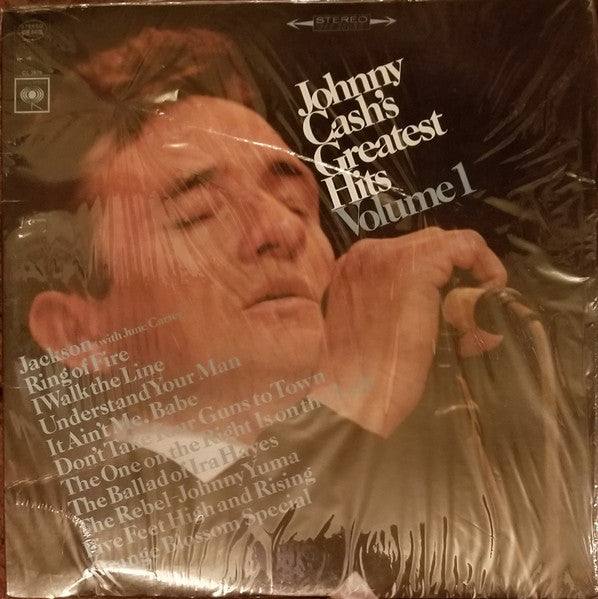 STEREO
Johnny
Cash's
Greatest
Hits
Volume 1
Jackson (with June Carter)
Ring of Fire
I Walk the Line
Understand Your Man
It Ain't Me, Babe
Don't Take Your Guns to Town
The One on the Right Is on the Left
The Ballad of Ira Hayes
The Rebel-Johnny Yuma
Five Feet High and Rising
Orange Blossom Special